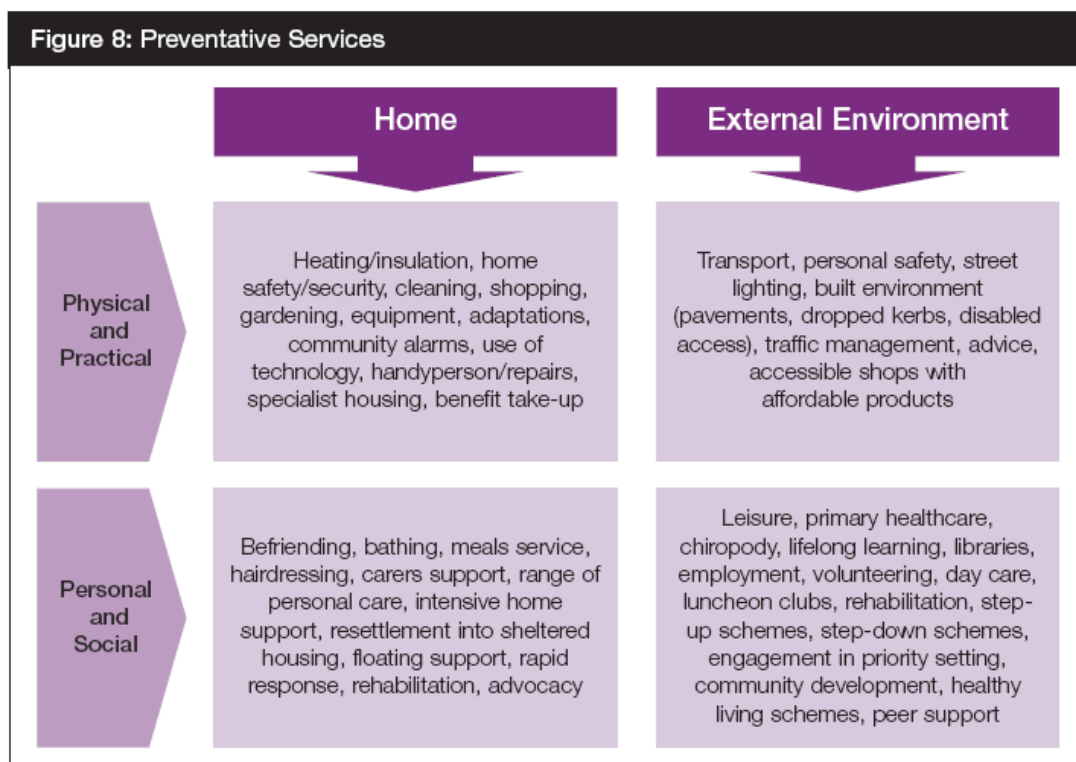 Figure 8: Preventative Services
Home
External Environment
Physical
and
Practical
Heating/insulation, home
safety/security, cleaning, shopping,
gardening, equipment, adaptations,
community alarms, use of
technology, handyperson/repairs,
specialist housing, benefit take-up
Transport, personal safety, street
lighting, built environment
(pavements, dropped kerbs, disabled
access), traffic management, advice,
accessible shops with
affordable products
Personal
and
Social
Befriending, bathing, meals service,
hairdressing, carers support, range of
personal care, intensive home
support, resettlement into sheltered
housing, floating support, rapid
response, rehabilitation, advocacy
Leisure, primary healthcare,
chiropody, lifelong learning, libraries,
employment, volunteering, day care,
luncheon clubs, rehabilitation, step-
up schemes, step-down schemes,
engagement in priority setting,
community development, healthy
living schemes, peer support